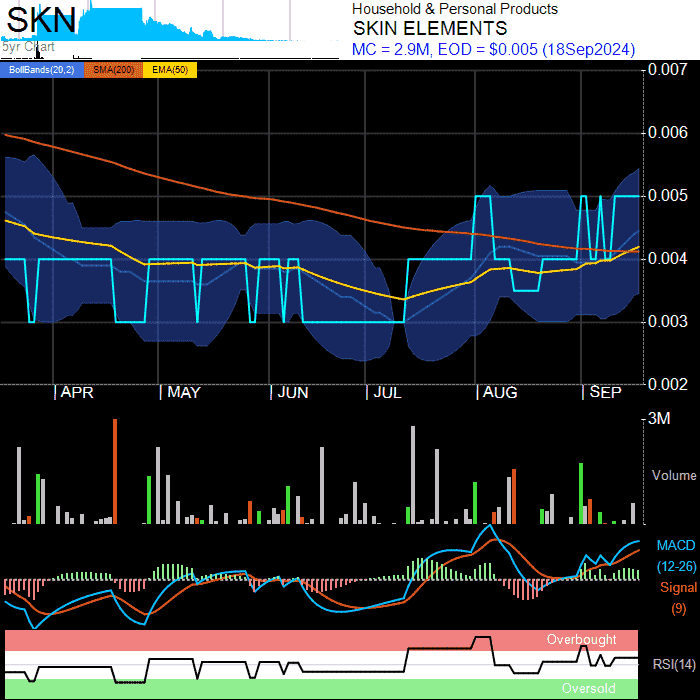 SKN
5yr Chart
Household & Personal Products
SKIN ELEMENTS
MC = 2.9M, EOD = $0.005 (18Sep2024)
BollBands(20,2) SMA(200) EMA(50)
0.007
0.006
0.005
0.004
0.003
0.002
APR MAY JUN JUL AUG SEP
3M
Volume
MACD
(12-26)
Signal
(9)
Overbought
RSI(14)
Oversold